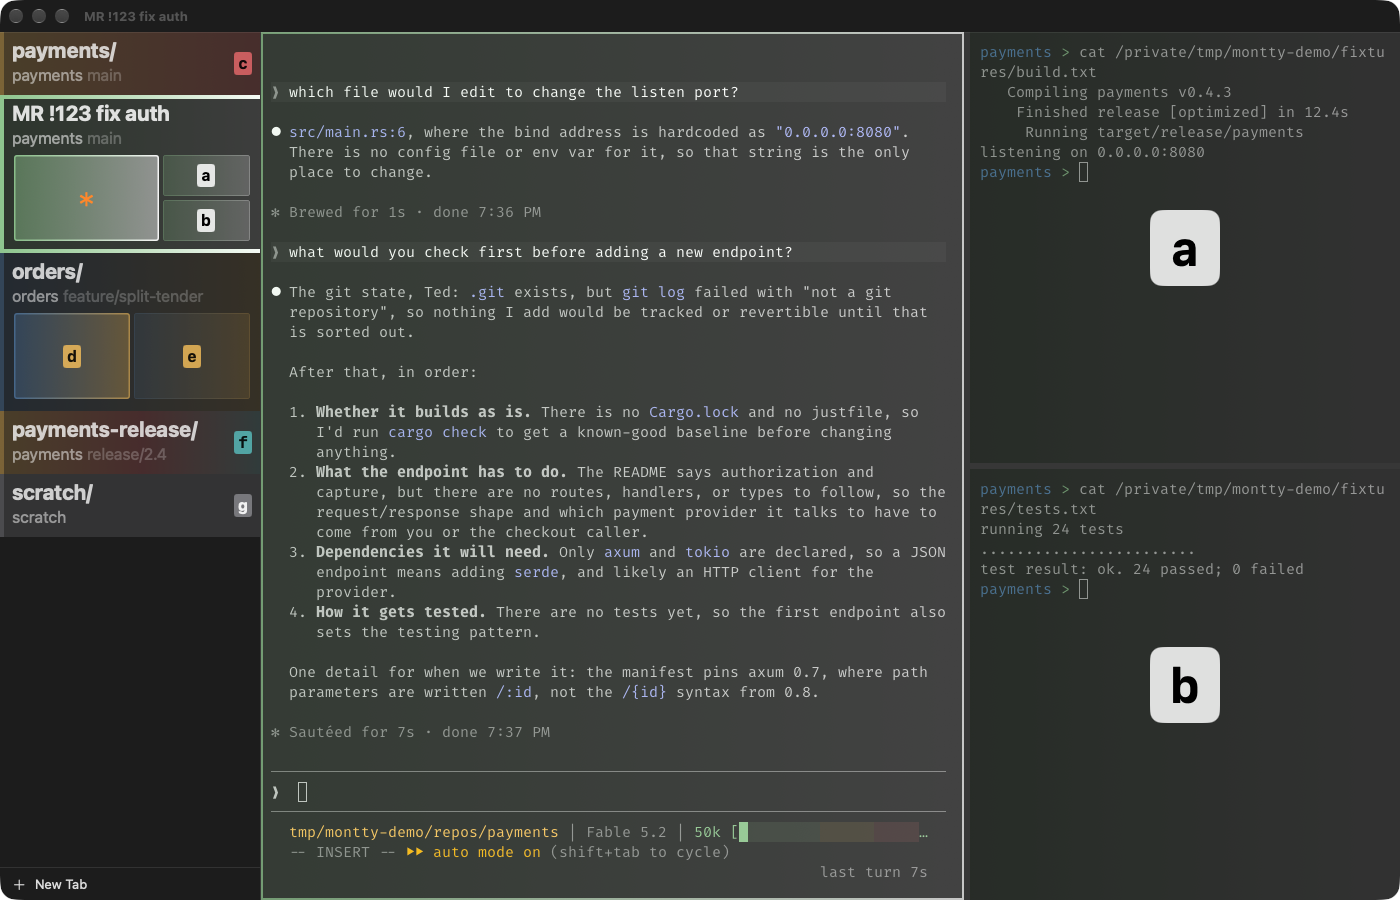 MR !123 fix auth
payments/
payments main
c
MR !123 fix auth
payments main
*
a
b
orders/
orders feature/split-tender
d
e
payments-release/
payments release/2.4
f
scratch/
scratch
g
+ New Tab
❯ which file would I edit to change the listen port?
● src/main.rs:6, where the bind address is hardcoded as "0.0.0.0:8080".
There is no config file or env var for it, so that string is the only
place to change.
✻ Brewed for 1s · done 7:36 PM
❯ what would you check first before adding a new endpoint?
● The git state, Ted: .git exists, but git log failed with "not a git
repository", so nothing I add would be tracked or revertible until that
is sorted out.
After that, in order:
1. Whether it builds as is. There is no Cargo.lock and no justfile, so
I'd run cargo check to get a known-good baseline before changing
anything.
2. What the endpoint has to do. The README says authorization and
capture, but there are no routes, handlers, or types to follow, so the
request/response shape and which payment provider it talks to have to
come from you or the checkout caller.
3. Dependencies it will need. Only axum and tokio are declared, so a JSON
endpoint means adding serde, and likely an HTTP client for the
provider.
4. How it gets tested. There are no tests yet, so the first endpoint also
sets the testing pattern.
One detail for when we write it: the manifest pins axum 0.7, where path
parameters are written /:id, not the /{id} syntax from 0.8.
✻ Sautéed for 7s · done 7:37 PM
❯
tmp/montty-demo/repos/payments | Fable 5.2 | 50k [ …
-- INSERT -- ⏵⏵ auto mode on (shift+tab to cycle)
last turn 7s
payments > cat /private/tmp/montty-demo/fixtu
res/build.txt
Compiling payments v0.4.3
Finished release [optimized] in 12.4s
Running target/release/payments
listening on 0.0.0.0:8080
payments >
a
payments > cat /private/tmp/montty-demo/fixtu
res/tests.txt
running 24 tests
........................
test result: ok. 24 passed; 0 failed
payments >
b